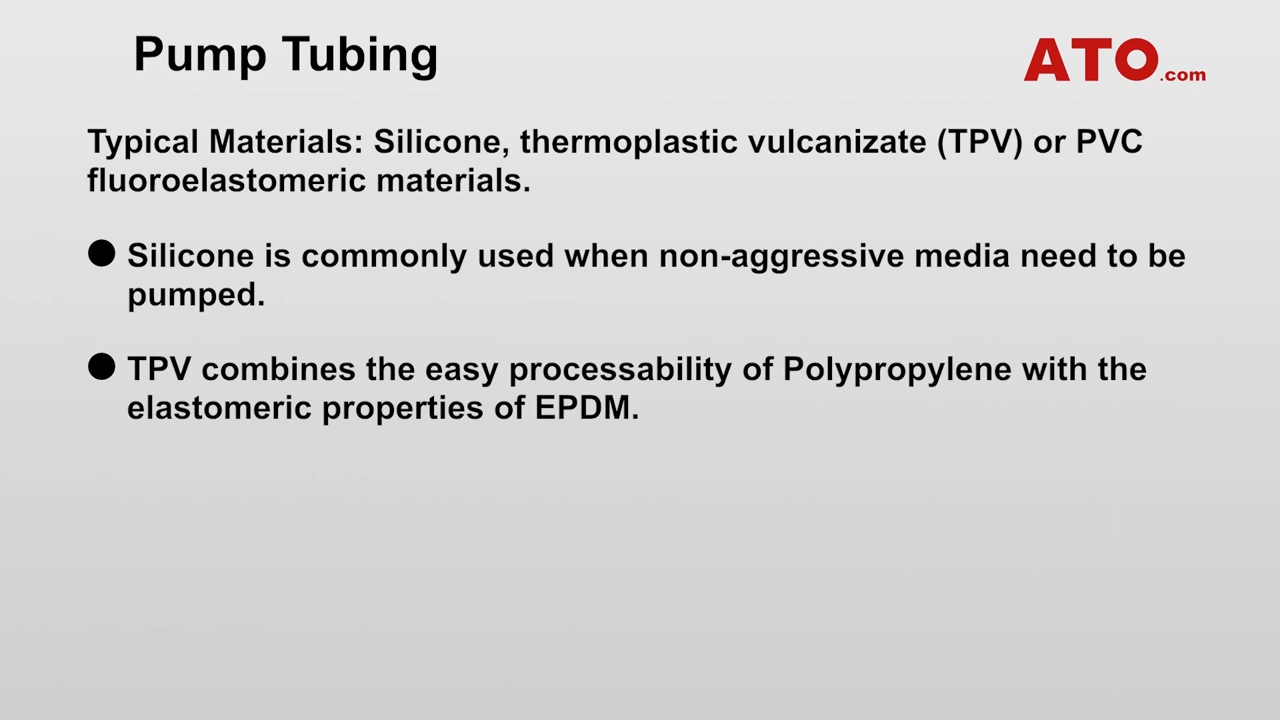 Pump Tubing
ATO.com
Typical Materials: Silicone, thermoplastic vulcanizate (TPV) or PVC
fluoroelastomeric materials.
● Silicone is commonly used when non-aggressive media need to be
pumped.
● TPV combines the easy processability of Polypropylene with the
elastomeric properties of EPDM.